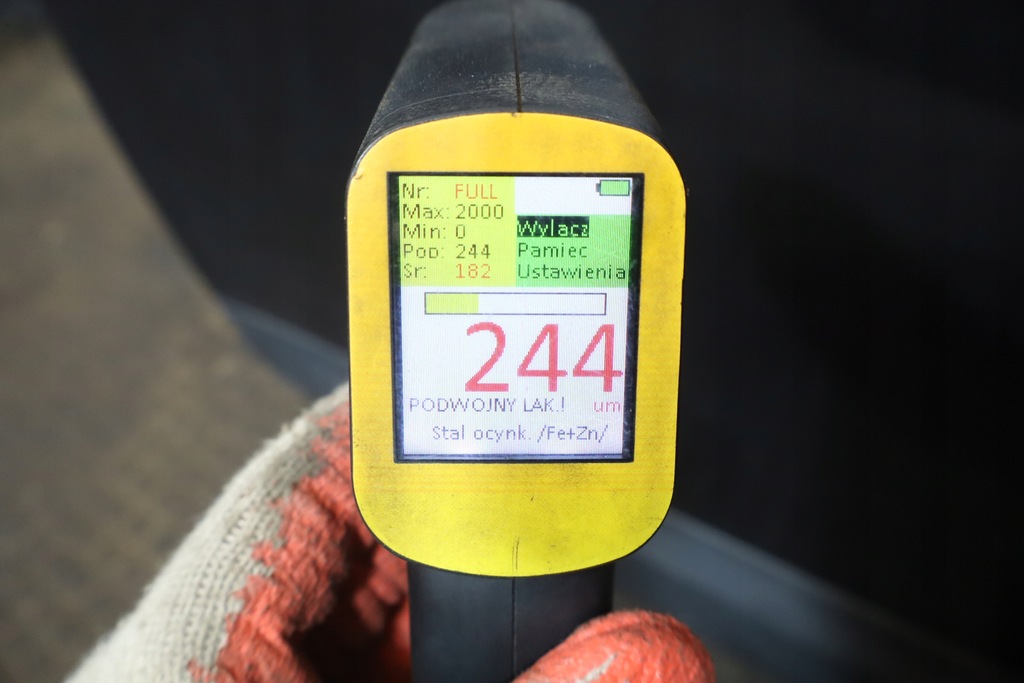 Nr: FULL
Max: 2000
Min: 0
Pop: 244
Sr: 182
Wylacz
Pamiec
Ustawienia
244
PODWOJNY LAK.! um
Stal ocynk. /Fe+Zn/